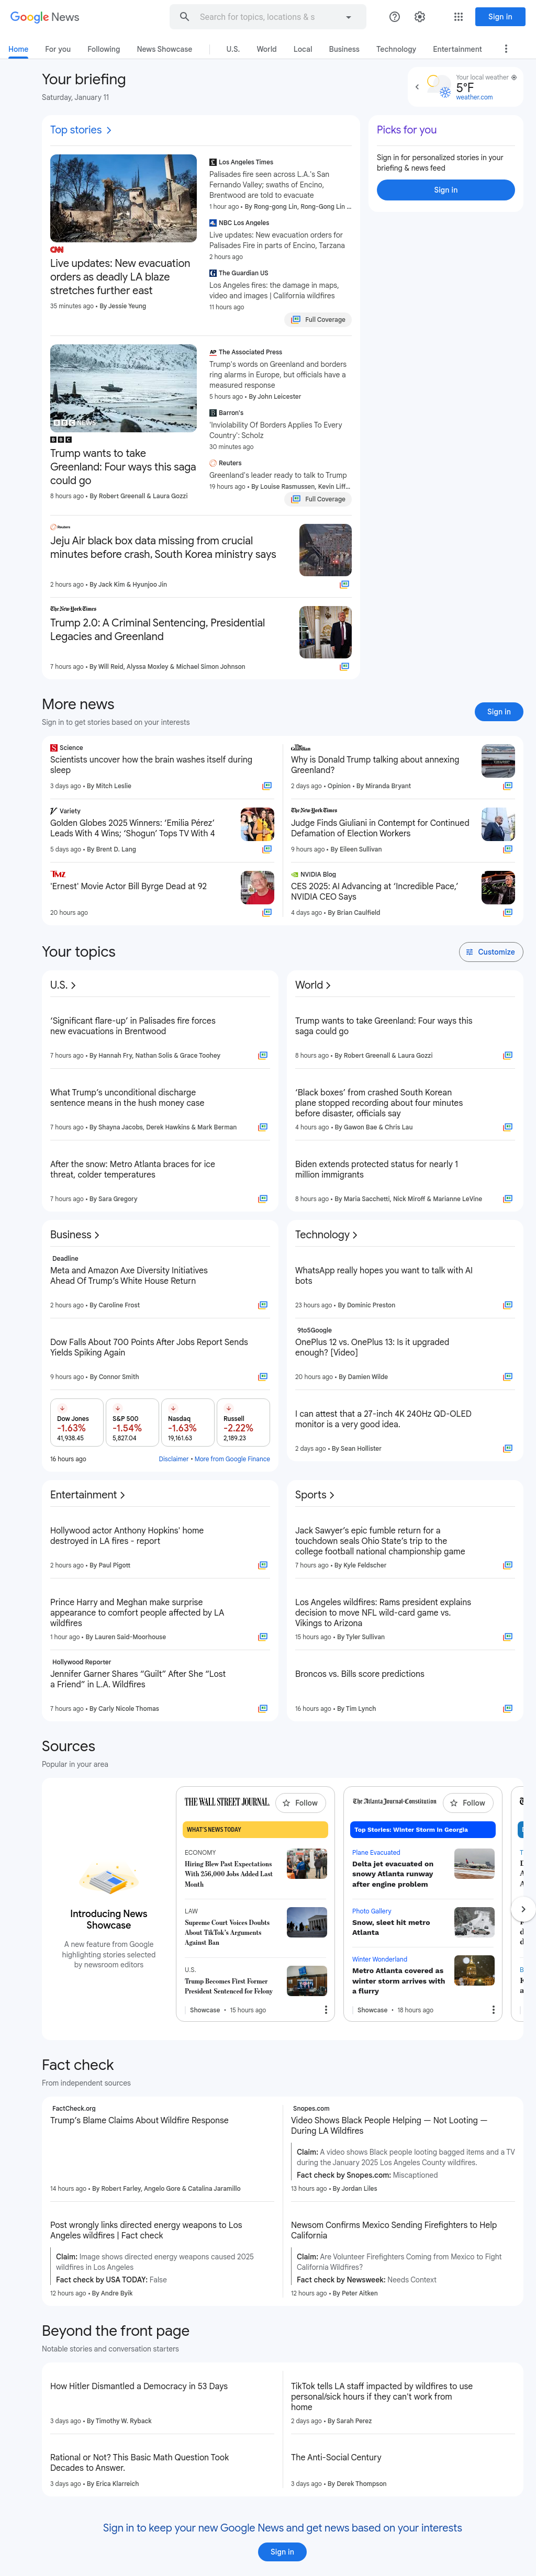 Google News
Search for topics, locations & s
Sign in
Home
For you
Following
News Showcase
U.S.
World
Local
Business
Technology
Entertainment
Your briefing
Saturday, January 11
Your local weather
5°F
weather.com
Top stories
CNN
Live updates: New evacuation
orders as deadly LA blaze
stretches further east
35 minutes ago • By Jessie Yeung
Los Angeles Times
Palisades fire seen across L.A.'s San
Fernando Valley; swaths of Encino,
Brentwood are told to evacuate
1 hour ago • By Rong-gong Lin, Rong-Gong Lin ...
NBC Los Angeles
Live updates: New evacuation orders for
Palisades Fire in parts of Encino, Tarzana
2 hours ago
The Guardian US
Los Angeles fires: the damage in maps,
video and images | California wildfires
11 hours ago
Full Coverage
Picks for you
Sign in for personalized stories in your
briefing & news feed
Sign in
BBC NEWS
BBC
Trump wants to take
Greenland: Four ways this saga
could go
8 hours ago • By Robert Greenall & Laura Gozzi
AP The Associated Press
Trump's words on Greenland and borders
ring alarms in Europe, but officials have a
measured response
5 hours ago • By John Leicester
B Barron's
'Inviolability Of Borders Applies To Every
Country': Scholz
30 minutes ago
Reuters
Greenland's leader ready to talk to Trump
19 hours ago • By Louise Rasmussen, Kevin Liff...
Full Coverage
Reuters
Jeju Air black box data missing from crucial
minutes before crash, South Korea ministry says
2 hours ago • By Jack Kim & Hyunjoo Jin
The New York Times
Trump 2.0: A Criminal Sentencing, Presidential
Legacies and Greenland
7 hours ago • By Will Reid, Alyssa Moxley & Michael Simon Johnson
More news
Sign in to get stories based on your interests
Sign in
S Science
Scientists uncover how the brain washes itself during
sleep
3 days ago • By Mitch Leslie
The Guardian
Why is Donald Trump talking about annexing
Greenland?
2 days ago • Opinion • By Miranda Bryant
V Variety
Golden Globes 2025 Winners: ‘Emilia Pérez’
Leads With 4 Wins; ‘Shogun’ Tops TV With 4
5 days ago • By Brent D. Lang
The New York Times
Judge Finds Giuliani in Contempt for Continued
Defamation of Election Workers
9 hours ago • By Eileen Sullivan
TMZ
'Ernest' Movie Actor Bill Byrge Dead at 92
20 hours ago
NVIDIA Blog
CES 2025: AI Advancing at ‘Incredible Pace,’
NVIDIA CEO Says
4 days ago • By Brian Caulfield
Your topics
Customize
U.S.
‘Significant flare-up’ in Palisades fire forces
new evacuations in Brentwood
7 hours ago • By Hannah Fry, Nathan Solis & Grace Toohey
What Trump’s unconditional discharge
sentence means in the hush money case
7 hours ago • By Shayna Jacobs, Derek Hawkins & Mark Berman
After the snow: Metro Atlanta braces for ice
threat, colder temperatures
7 hours ago • By Sara Gregory
World
Trump wants to take Greenland: Four ways this
saga could go
8 hours ago • By Robert Greenall & Laura Gozzi
‘Black boxes’ from crashed South Korean
plane stopped recording about four minutes
before disaster, officials say
4 hours ago • By Gawon Bae & Chris Lau
Biden extends protected status for nearly 1
million immigrants
8 hours ago • By Maria Sacchetti, Nick Miroff & Marianne LeVine
Business
Deadline
Meta and Amazon Axe Diversity Initiatives
Ahead Of Trump’s White House Return
2 hours ago • By Caroline Frost
Dow Falls About 700 Points After Jobs Report Sends
Yields Spiking Again
9 hours ago • By Connor Smith
Dow Jones
-1.63%
41,938.45
S&P 500
-1.54%
5,827.04
Nasdaq
-1.63%
19,161.63
Russell
-2.22%
2,189.23
16 hours ago
Disclaimer • More from Google Finance
Technology
WhatsApp really hopes you want to talk with AI
bots
23 hours ago • By Dominic Preston
9to5Google
OnePlus 12 vs. OnePlus 13: Is it upgraded
enough? [Video]
20 hours ago • By Damien Wilde
I can attest that a 27-inch 4K 240Hz QD-OLED
monitor is a very good idea.
2 days ago • By Sean Hollister
Entertainment
Hollywood actor Anthony Hopkins' home
destroyed in LA fires - report
2 hours ago • By Paul Pigott
Prince Harry and Meghan make surprise
appearance to comfort people affected by LA
wildfires
1 hour ago • By Lauren Said-Moorhouse
Hollywood Reporter
Jennifer Garner Shares “Guilt” After She “Lost
a Friend” in L.A. Wildfires
7 hours ago • By Carly Nicole Thomas
Sports
Jack Sawyer’s epic fumble return for a
touchdown seals Ohio State’s trip to the
college football national championship game
7 hours ago • By Kyle Feldscher
Los Angeles wildfires: Rams president explains
decision to move NFL wild-card game vs.
Vikings to Arizona
15 hours ago • By Tyler Sullivan
Broncos vs. Bills score predictions
16 hours ago • By Tim Lynch
Sources
Popular in your area
Introducing News
Showcase
A new feature from Google
highlighting stories selected
by newsroom editors
THE WALL STREET JOURNAL.
Follow
WHAT'S NEWS TODAY
ECONOMY
Hiring Blew Past Expectations
With 256,000 Jobs Added Last
Month
LAW
Supreme Court Voices Doubts
About TikTok's Arguments
Against Ban
U.S.
Trump Becomes First Former
President Sentenced for Felony
Showcase • 15 hours ago
The Atlanta Journal-Constitution
Follow
Top Stories: Winter Storm in Georgia
Plane Evacuated
Delta jet evacuated on
snowy Atlanta runway
after engine problem
Photo Gallery
Snow, sleet hit metro
Atlanta
Winter Wonderland
Metro Atlanta covered as
winter storm arrives with
a flurry
Showcase • 18 hours ago
Fact check
From independent sources
FactCheck.org
Trump’s Blame Claims About Wildfire Response
14 hours ago • By Robert Farley, Angelo Gore & Catalina Jaramillo
Snopes.com
Video Shows Black People Helping — Not Looting —
During LA Wildfires
Claim: A video shows Black people looting bagged items and a TV
during the January 2025 Los Angeles County wildfires.
Fact check by Snopes.com: Miscaptioned
13 hours ago • By Jordan Liles
Post wrongly links directed energy weapons to Los
Angeles wildfires | Fact check
Claim: Image shows directed energy weapons caused 2025
wildfires in Los Angeles
Fact check by USA TODAY: False
12 hours ago • By Andre Byik
Newsom Confirms Mexico Sending Firefighters to Help
California
Claim: Are Volunteer Firefighters Coming from Mexico to Fight
California Wildfires?
Fact check by Newsweek: Needs Context
12 hours ago • By Peter Aitken
Beyond the front page
Notable stories and conversation starters
How Hitler Dismantled a Democracy in 53 Days
3 days ago • By Timothy W. Ryback
TikTok tells LA staff impacted by wildfires to use
personal/sick hours if they can't work from
home
2 days ago • By Sarah Perez
Rational or Not? This Basic Math Question Took
Decades to Answer.
3 days ago • By Erica Klarreich
The Anti-Social Century
3 days ago • By Derek Thompson
Sign in to keep your new Google News and get news based on your interests
Sign in